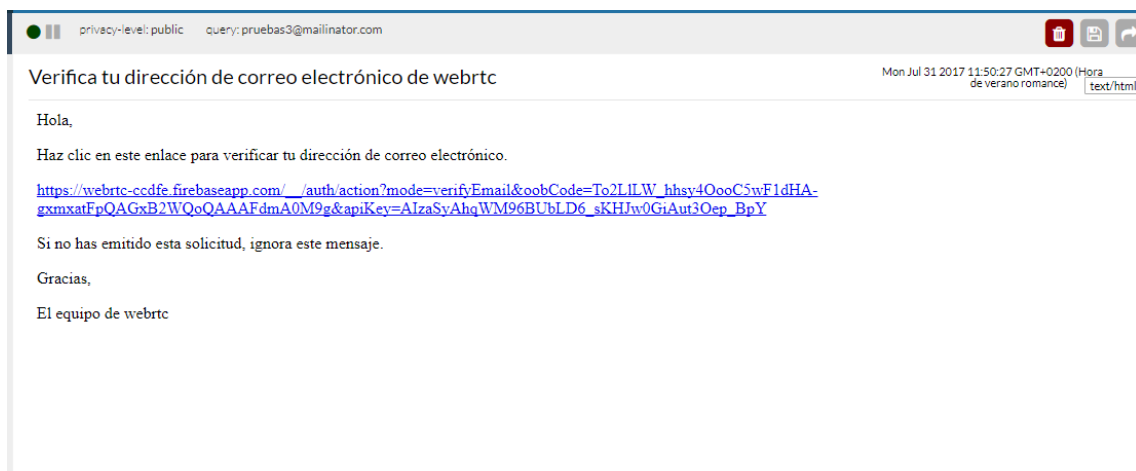 privacy-level: public query: pruebas3@mailinator.com
Verifica tu dirección de correo electrónico de webrtc
Mon Jul 31 2017 11:50:27 GMT+0200 (Hora
de verano romance)
text/html
Hola,
Haz clic en este enlace para verificar tu dirección de correo electrónico.
https://webrtc-ccdfe.firebaseapp.com/__/auth/action?mode=verifyEmail&oobCode=To2LlLW_hhsy4OooC5wF1dHA-
gxmxatFpQAGxB2WQoQAAAFdmA0M9g&apiKey=AIzaSyAhqWM96BUbLD6_sKHJw0GiAut3Oep_BpY
Si no has emitido esta solicitud, ignora este mensaje.
Gracias,
El equipo de webrtc